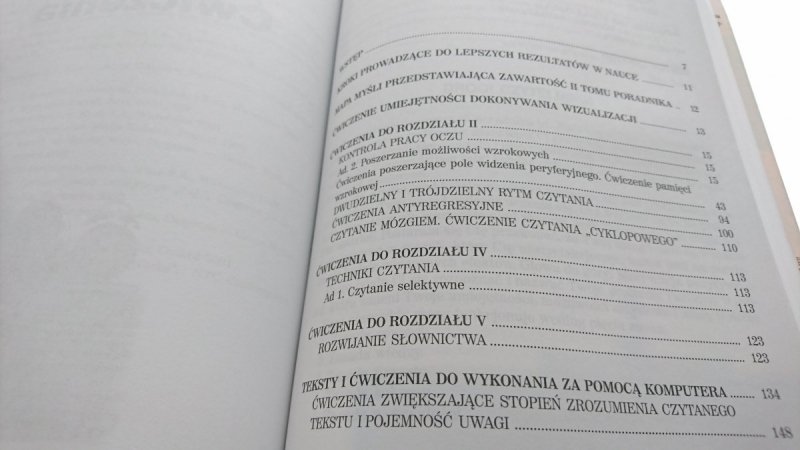 WSTĘP 7
KROKI PROWADZĄCE DO LEPSZYCH REZULTATÓW W NAUCE 11
MAPA MYŚLI PRZEDSTAWIAJĄCA ZAWARTOŚĆ II TOMU PORADNIKA 12
ĆWICZENIE UMIEJĘTNOŚCI DOKONYWANIA WIZUALIZACJI 13
ĆWICZENIA DO ROZDZIAŁU II 15
KONTROLA PRACY OCZU 15
Ad. 2. Poszerzanie możliwości wzrokowych 15
Ćwiczenia poszerzające pole widzenia peryferyjnego. Ćwiczenie pamięci
wzrokowej 43
DWUDZIELNY I TRÓJDZIELNY RYTM CZYTANIA 94
ĆWICZENIA ANTYREGRESYJNE 100
CZYTANIE MÓZGIEM. ĆWICZENIE CZYTANIA „CYKLOPOWEGO” 110
ĆWICZENIA DO ROZDZIAŁU IV 113
TECHNIKI CZYTANIA 113
Ad 1. Czytanie selektywne 113
ĆWICZENIA DO ROZDZIAŁU V 123
ROZWIJANIE SŁOWNICTWA 123
TEKSTY I ĆWICZENIA DO WYKONANIA ZA POMOCĄ KOMPUTERA 134
ĆWICZENIA ZWIĘKSZAJĄCE STOPIEŃ ZROZUMIENIA CZYTANEGO
TEKSTU I POJEMNOŚĆ UWAGI 148